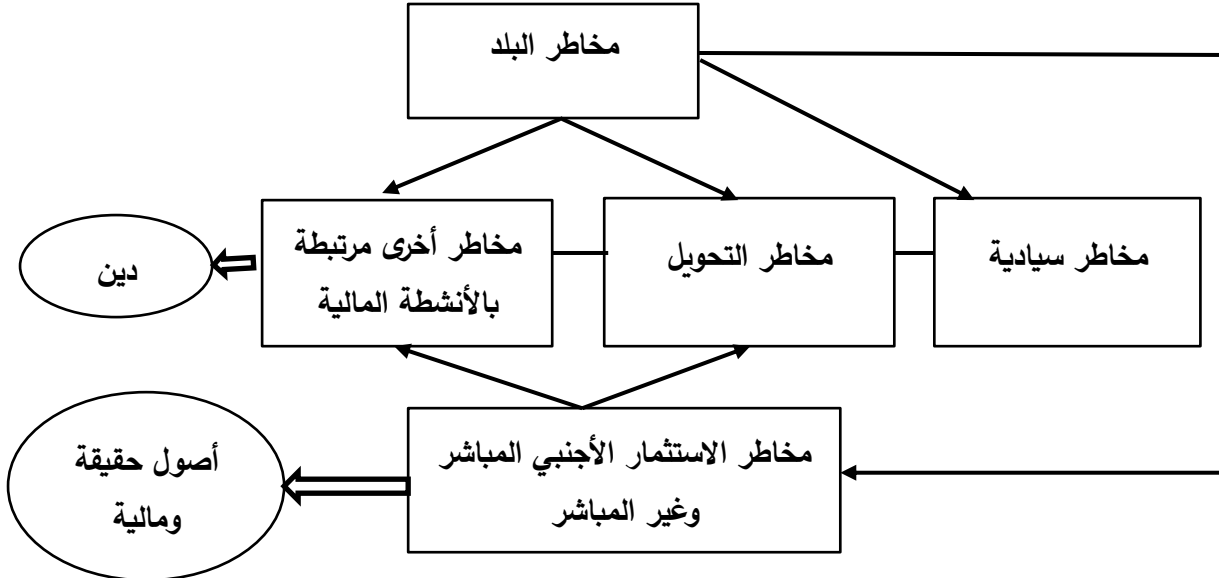 مخاطر البلد
مخاطر سيادية
مخاطر التحويل
مخاطر أخرى مرتبطة
بالأنشطة المالية
دين
مخاطر الاستثمار الأجنبي المباشر
وغير المباشر
أصول حقيقة
ومالية